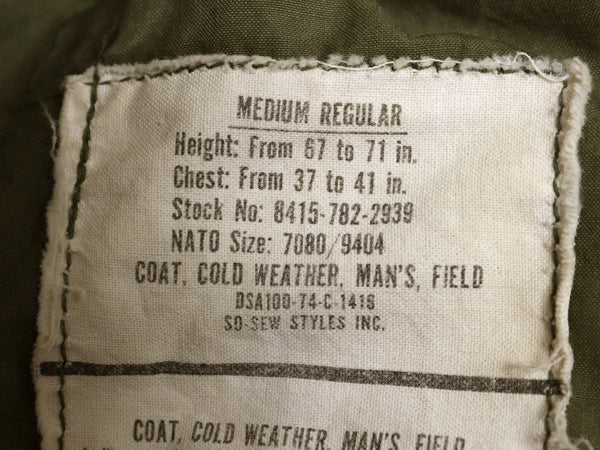 MEDIUM REGULAR
Height: From 67 to 71 in.
Chest: From 37 to 41 in.
Stock No: 8415-782-2939
NATO Size: 7080/9404
COAT, COLD WEATHER, MAN'S, FIELD
DSA100-74-C-1416
SO-SEW STYLES INC.
COAT, COLD WEATHER, MAN'S, FIELD